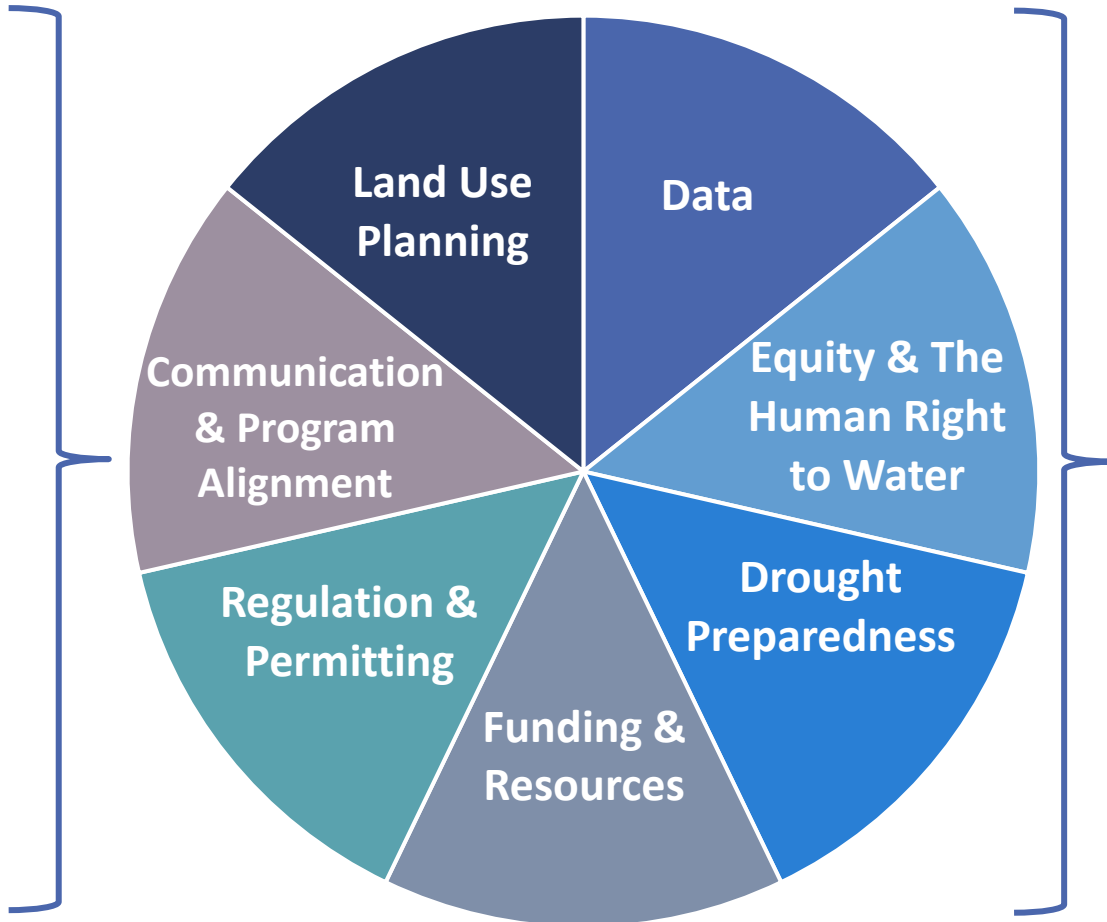 Land Use
Planning
Data
Equity & The
Human Right
to Water
Drought
Preparedness
Funding &
Resources
Regulation &
Permitting
Communication
& Program
Alignment